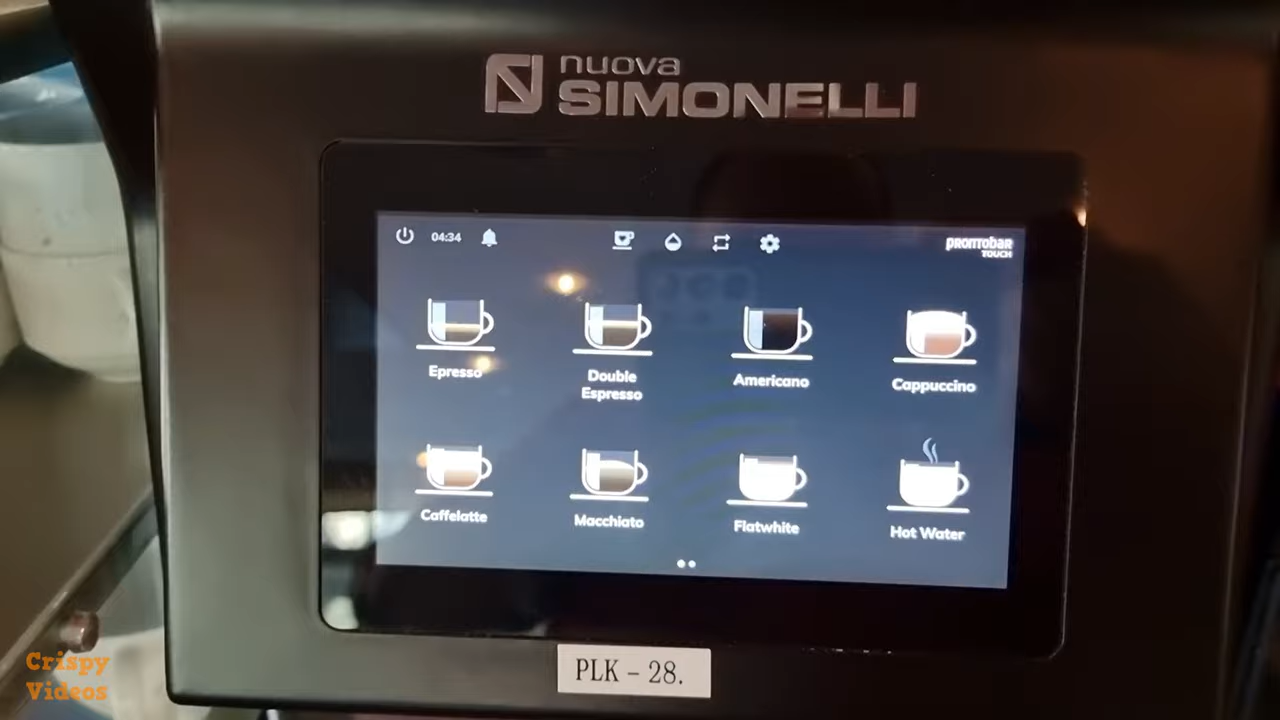 nuova
SIMONELLI
04:34
prontobar
TOUCH
Epresso
Double
Espresso
Americano
Cappuccino
Caffelatte
Macchiato
Flatwhite
Hot Water
PLK - 28.
Crispy
Videos